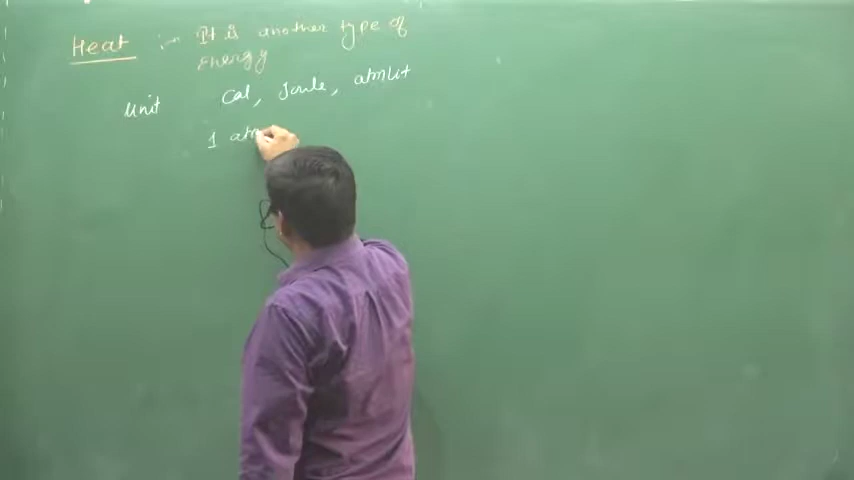 Heat :- It is another type of
Energy
Unit Cal, Joule, atmlit
1 atm